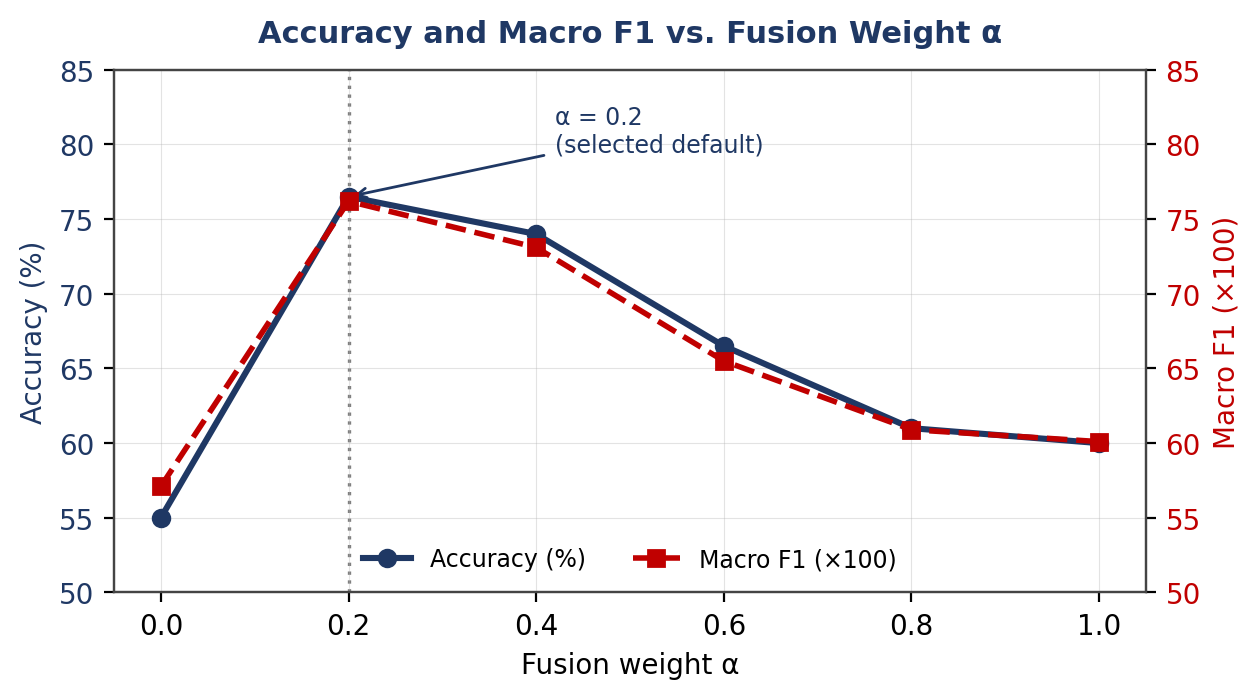 Accuracy and Macro F1 vs. Fusion Weight α
85
80
75
70
65
60
55
50
Accuracy (%)
α = 0.2
(selected default)
85
80
75
70
65
60
55
50
Macro F1 (×100)
Accuracy (%) Macro F1 (×100)
0.0 0.2 0.4 0.6 0.8 1.0
Fusion weight α